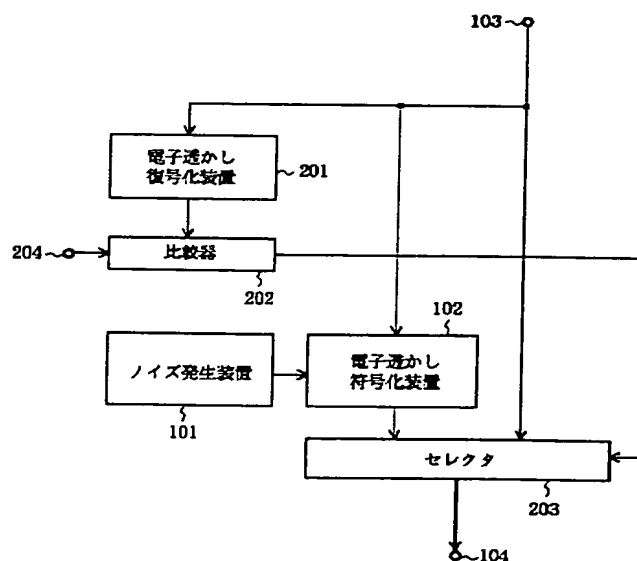 103
電子透かし
復号化装置
201
204
比較器
202
102
ノイズ発生装置
電子透かし
符号化装置
101
セレクタ
203
104